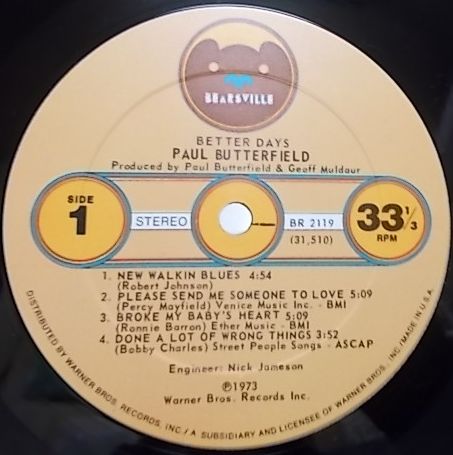 BEARSVILLE
BETTER DAYS
PAUL BUTTERFIELD
Produced by Paul Butterfield & Geoff Muldaur
SIDE
1
STEREO
BR 2119
(31,510)
33 1/3
RPM
1. NEW WALKIN BLUES 4:54
(Robert Johnson)
2. PLEASE SEND ME SOMEONE TO LOVE 5:09
(Percy Mayfield) Venice Music Inc. - BMI
3. BROKE MY BABY'S HEART 5:09
(Ronnie Barron) Ether Music - BMI
4. DONE A LOT OF WRONG THINGS 3:52
(Bobby Charles) Street People Songs - ASCAP
Engineer: Nick Jameson
℗1973
Warner Bros. Records Inc.
DISTRIBUTED BY WARNER BROS. RECORDS, INC./A SUBSIDIARY AND LICENSEE OF WARNER BROS. INC. MADE IN U.S.A.